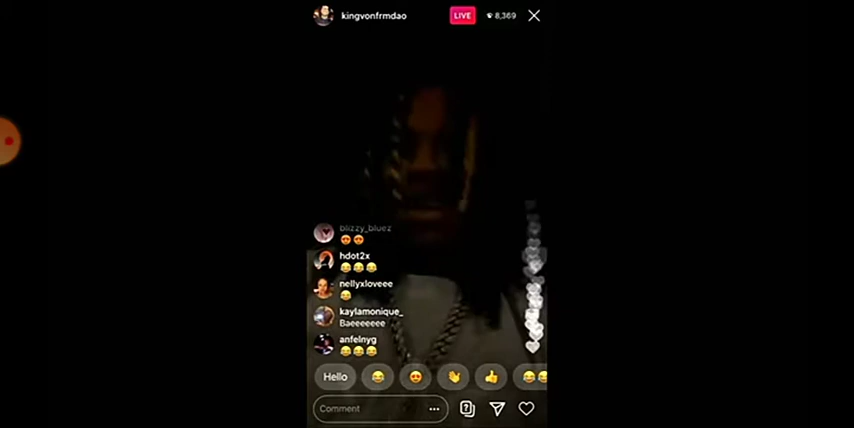 kingvonfrmdao LIVE 8,369
blizzy_bluez
😍😍
hdot2x
😂😂😂
nellyxloveee
😂
kaylamonique_
Baeeeeeee
anfelnyg
😂😂😂
Hello 😂 😍 👏 👍 😂😂
Comment